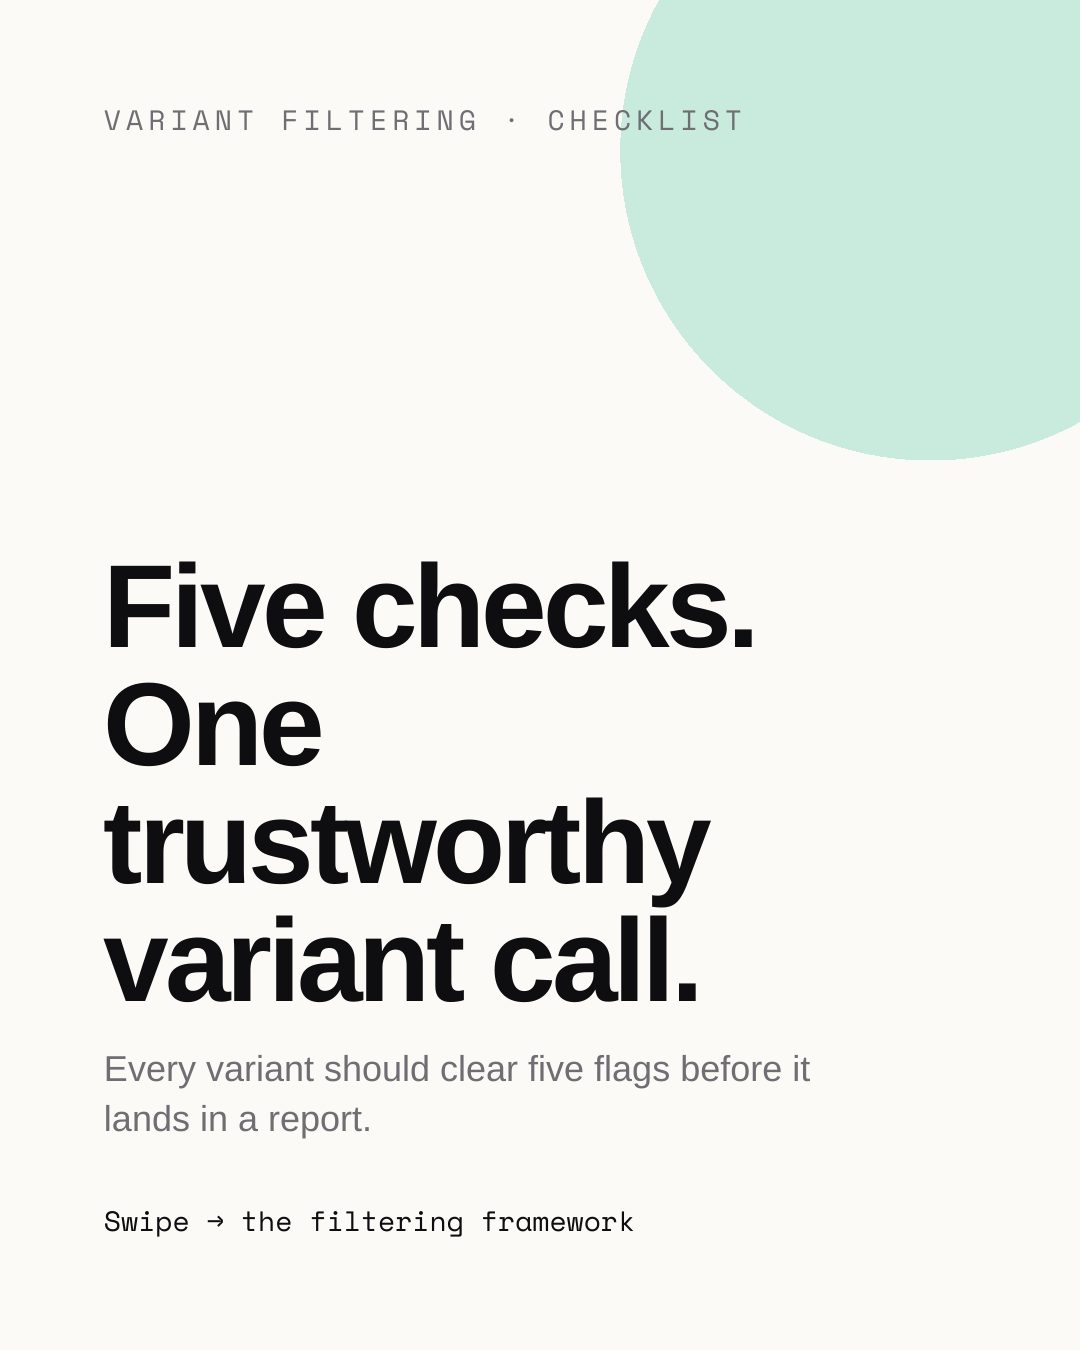 VARIANT FILTERING · CHECKLIST
Five checks.
One
trustworthy
variant call.
Every variant should clear five flags before it
lands in a report.
Swipe → the filtering framework